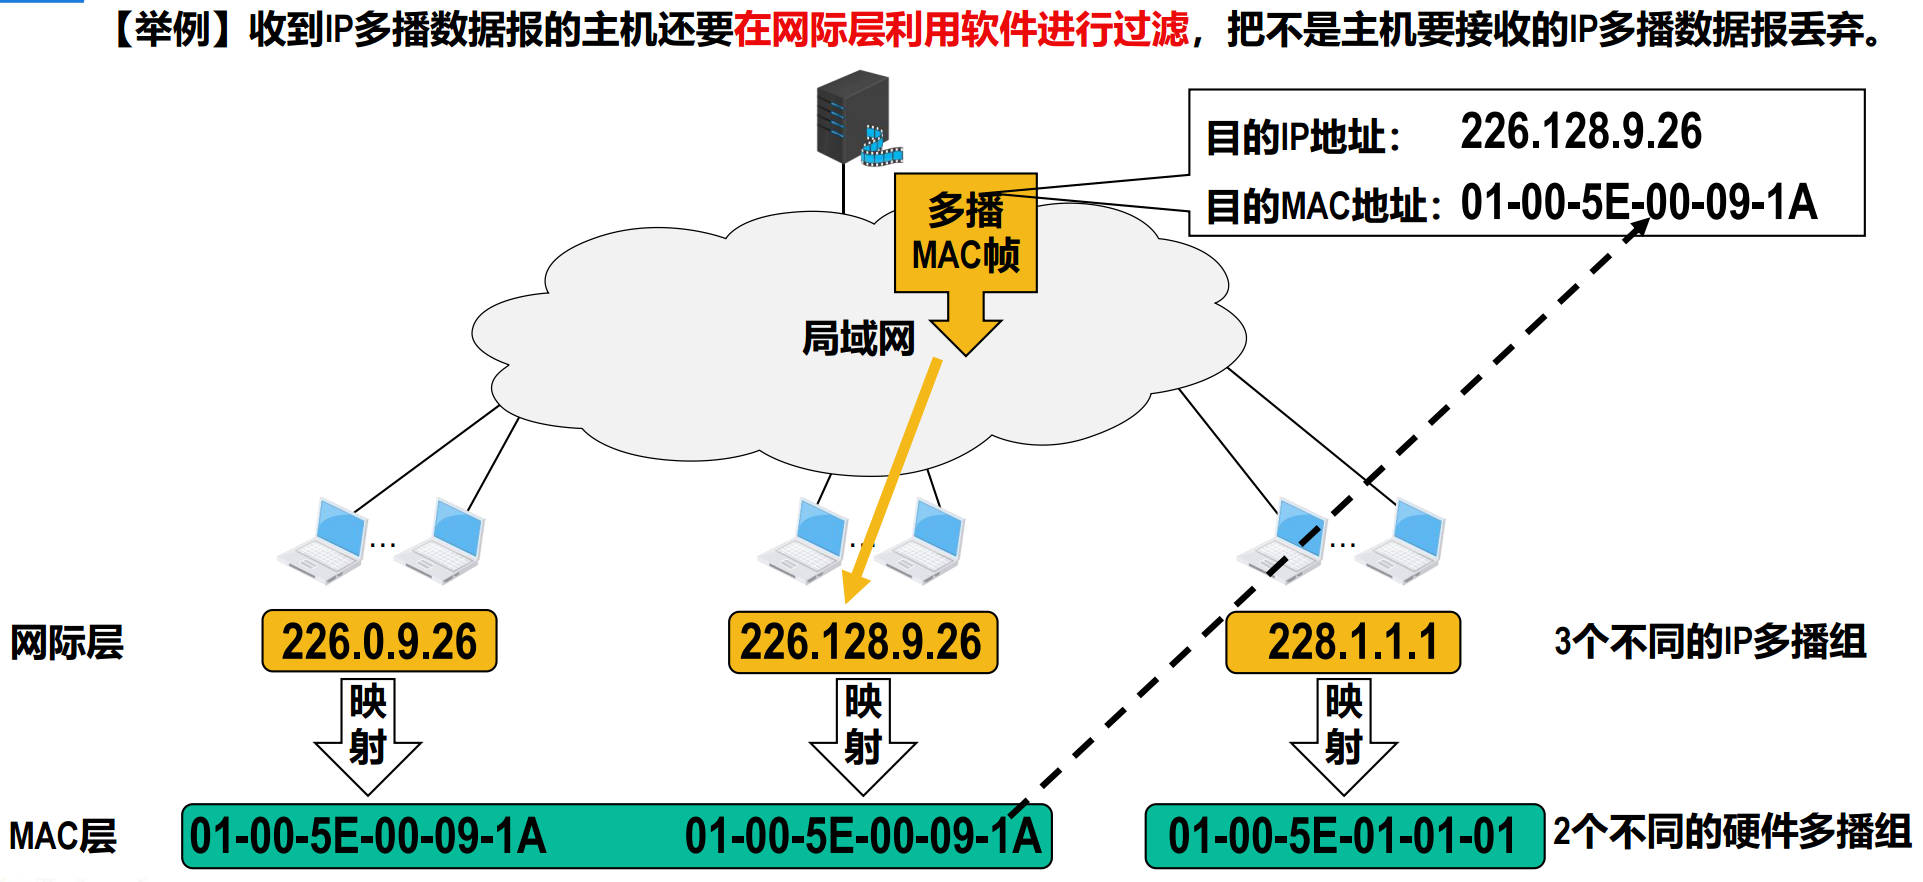 【举例】收到IP多播数据报的主机还要在网际层利用软件进行过滤，把不是主机要接收的IP多播数据报丢弃。
目的IP地址： 226.128.9.26
目的MAC地址：01-00-5E-00-09-1A
多播
MAC帧
局域网
... ... ...
网际层 226.0.9.26 226.128.9.26 228.1.1.1 3个不同的IP多播组
映射 映射 映射
MAC层 01-00-5E-00-09-1A 01-00-5E-00-09-1A 01-00-5E-01-01-01 2个不同的硬件多播组